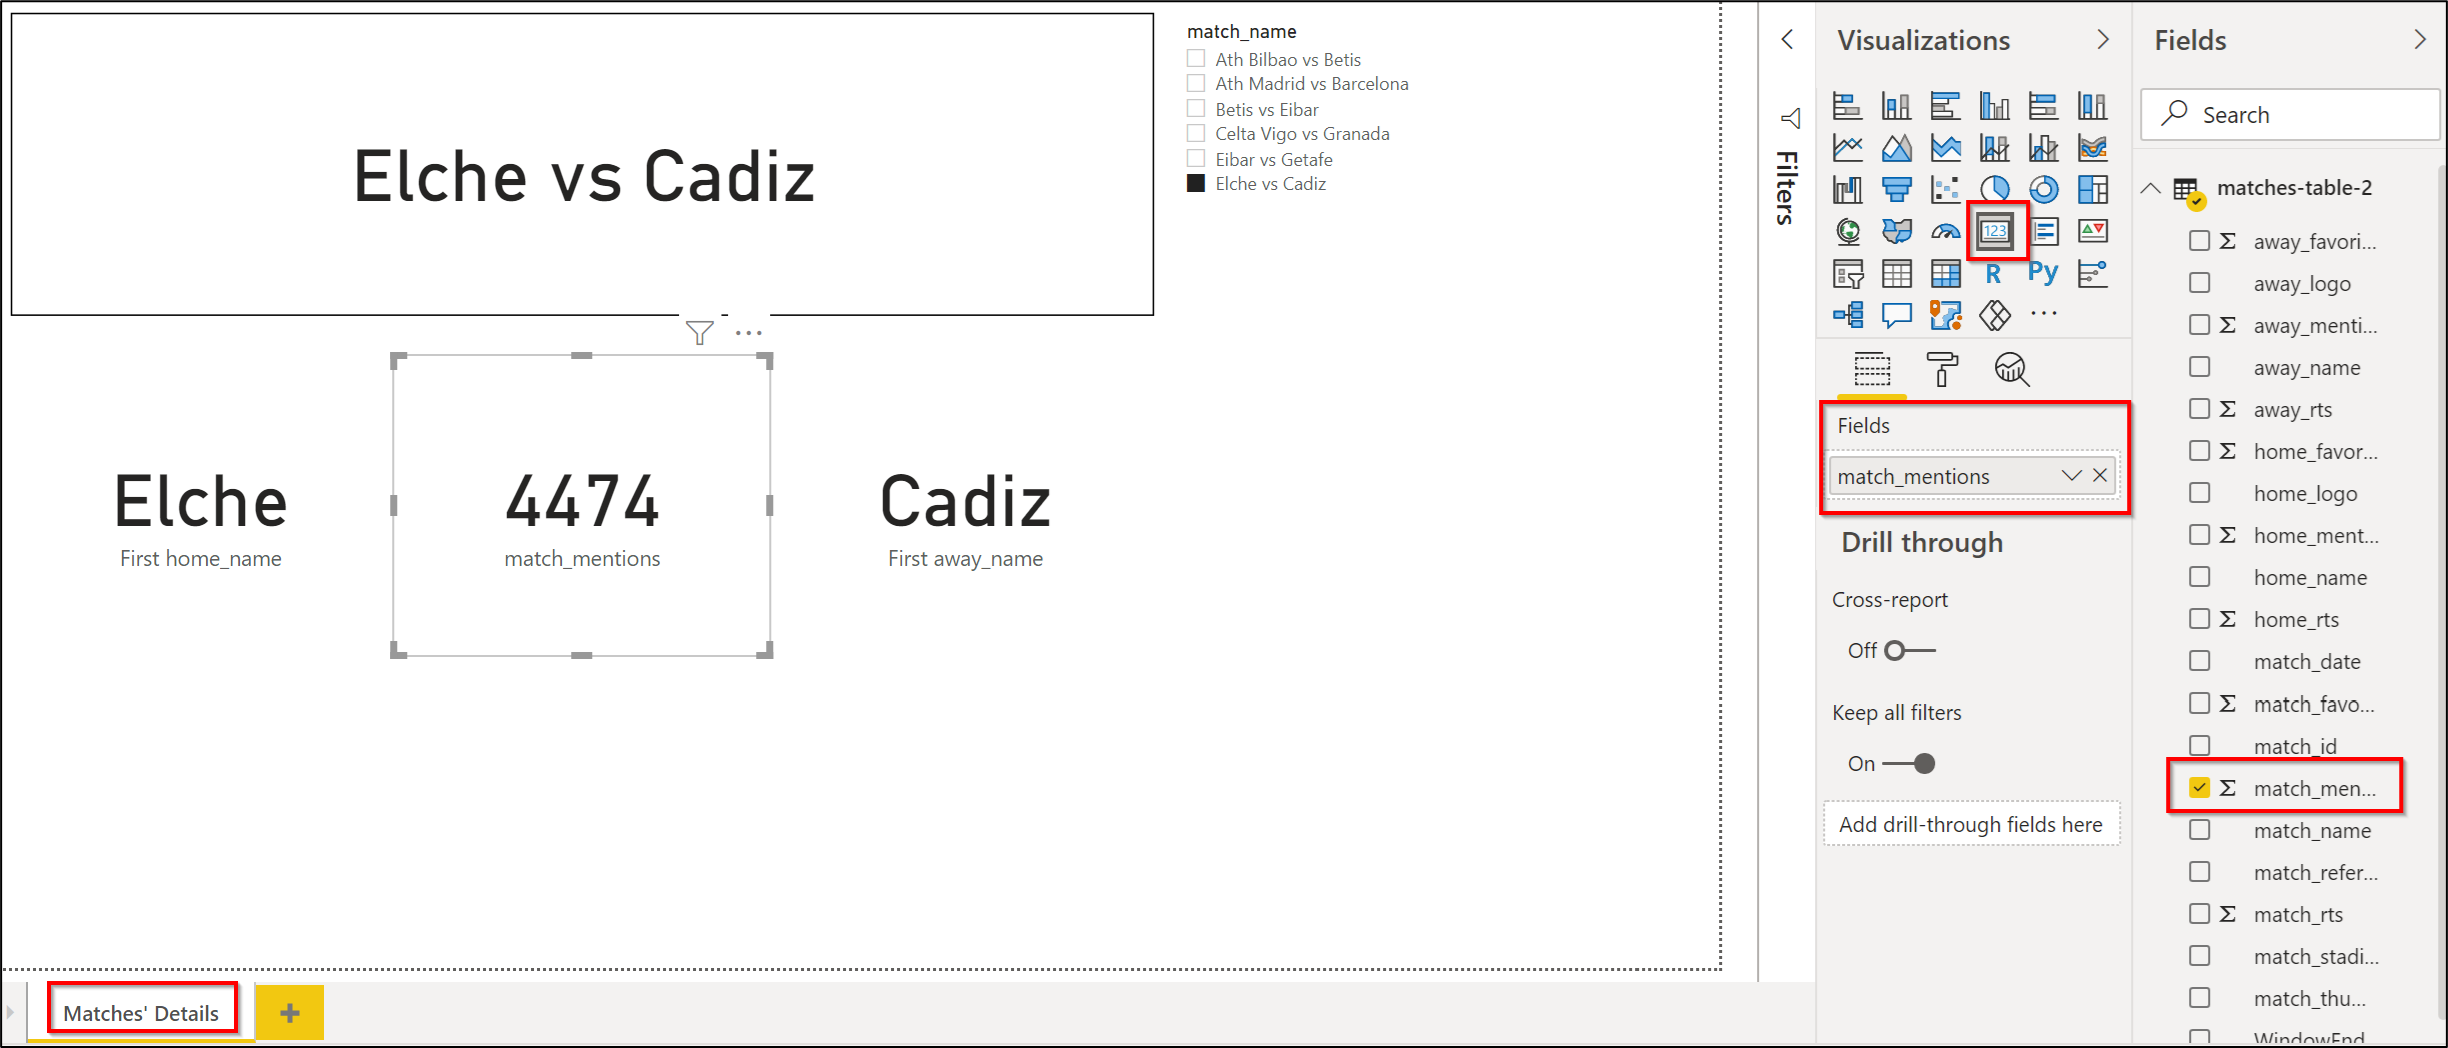 Elche vs Cadiz
Elche
First home_name
4474
match_mentions
Cadiz
First away_name
match_name
Ath Bilbao vs Betis
Ath Madrid vs Barcelona
Betis vs Eibar
Celta Vigo vs Granada
Eibar vs Getafe
Elche vs Cadiz
Matches' Details
Filters
Visualizations
123
R
Py
Fields
match_mentions
Drill through
Cross-report
Off
Keep all filters
On
Add drill-through fields here
Fields
Search
matches-table-2
Σ away_favori...
away_logo
Σ away_menti...
away_name
Σ away_rts
Σ home_favor...
home_logo
Σ home_ment...
home_name
Σ home_rts
match_date
Σ match_favo...
match_id
Σ match_men...
match_name
match_refer...
Σ match_rts
match_stadi...
match_thu...
WindowEnd